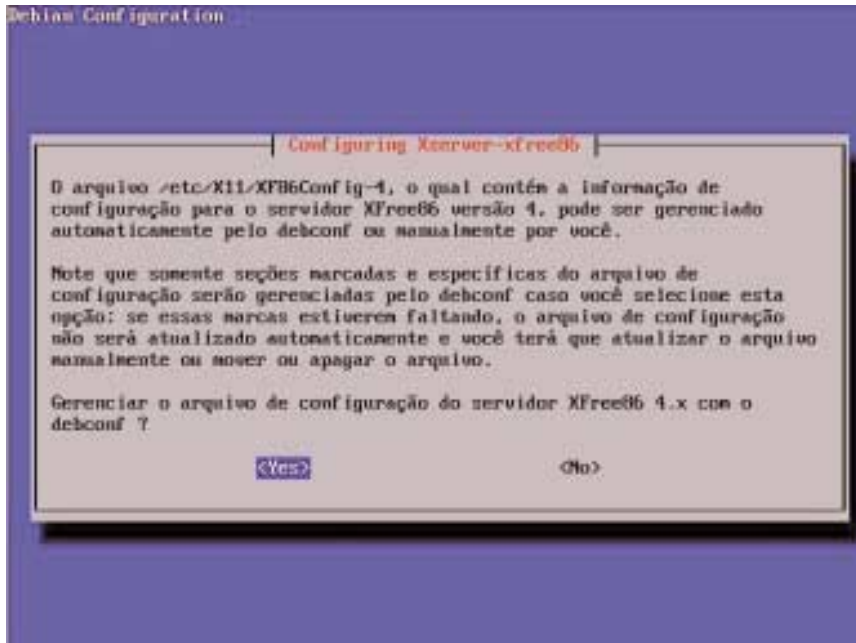 Debian Configuration
Configuring Xserver-xfree86
O arquivo /etc/X11/XF86Config-4, o qual contém a informação de
configuração para o servidor XFree86 versão 4, pode ser gerenciado
automaticamente pelo debconf ou manualmente por você.
Note que somente seções marcadas e específicas do arquivo de
configuração serão gerenciadas pelo debconf caso você selecione esta
opção; se essas marcas estiverem faltando, o arquivo de configuração
não será atualizado automaticamente e você terá que atualizar o arquivo
manualmente ou mover ou apagar o arquivo.
Gerenciar o arquivo de configuração do servidor XFree86 4.x com o
debconf ?
<Yes> <No>